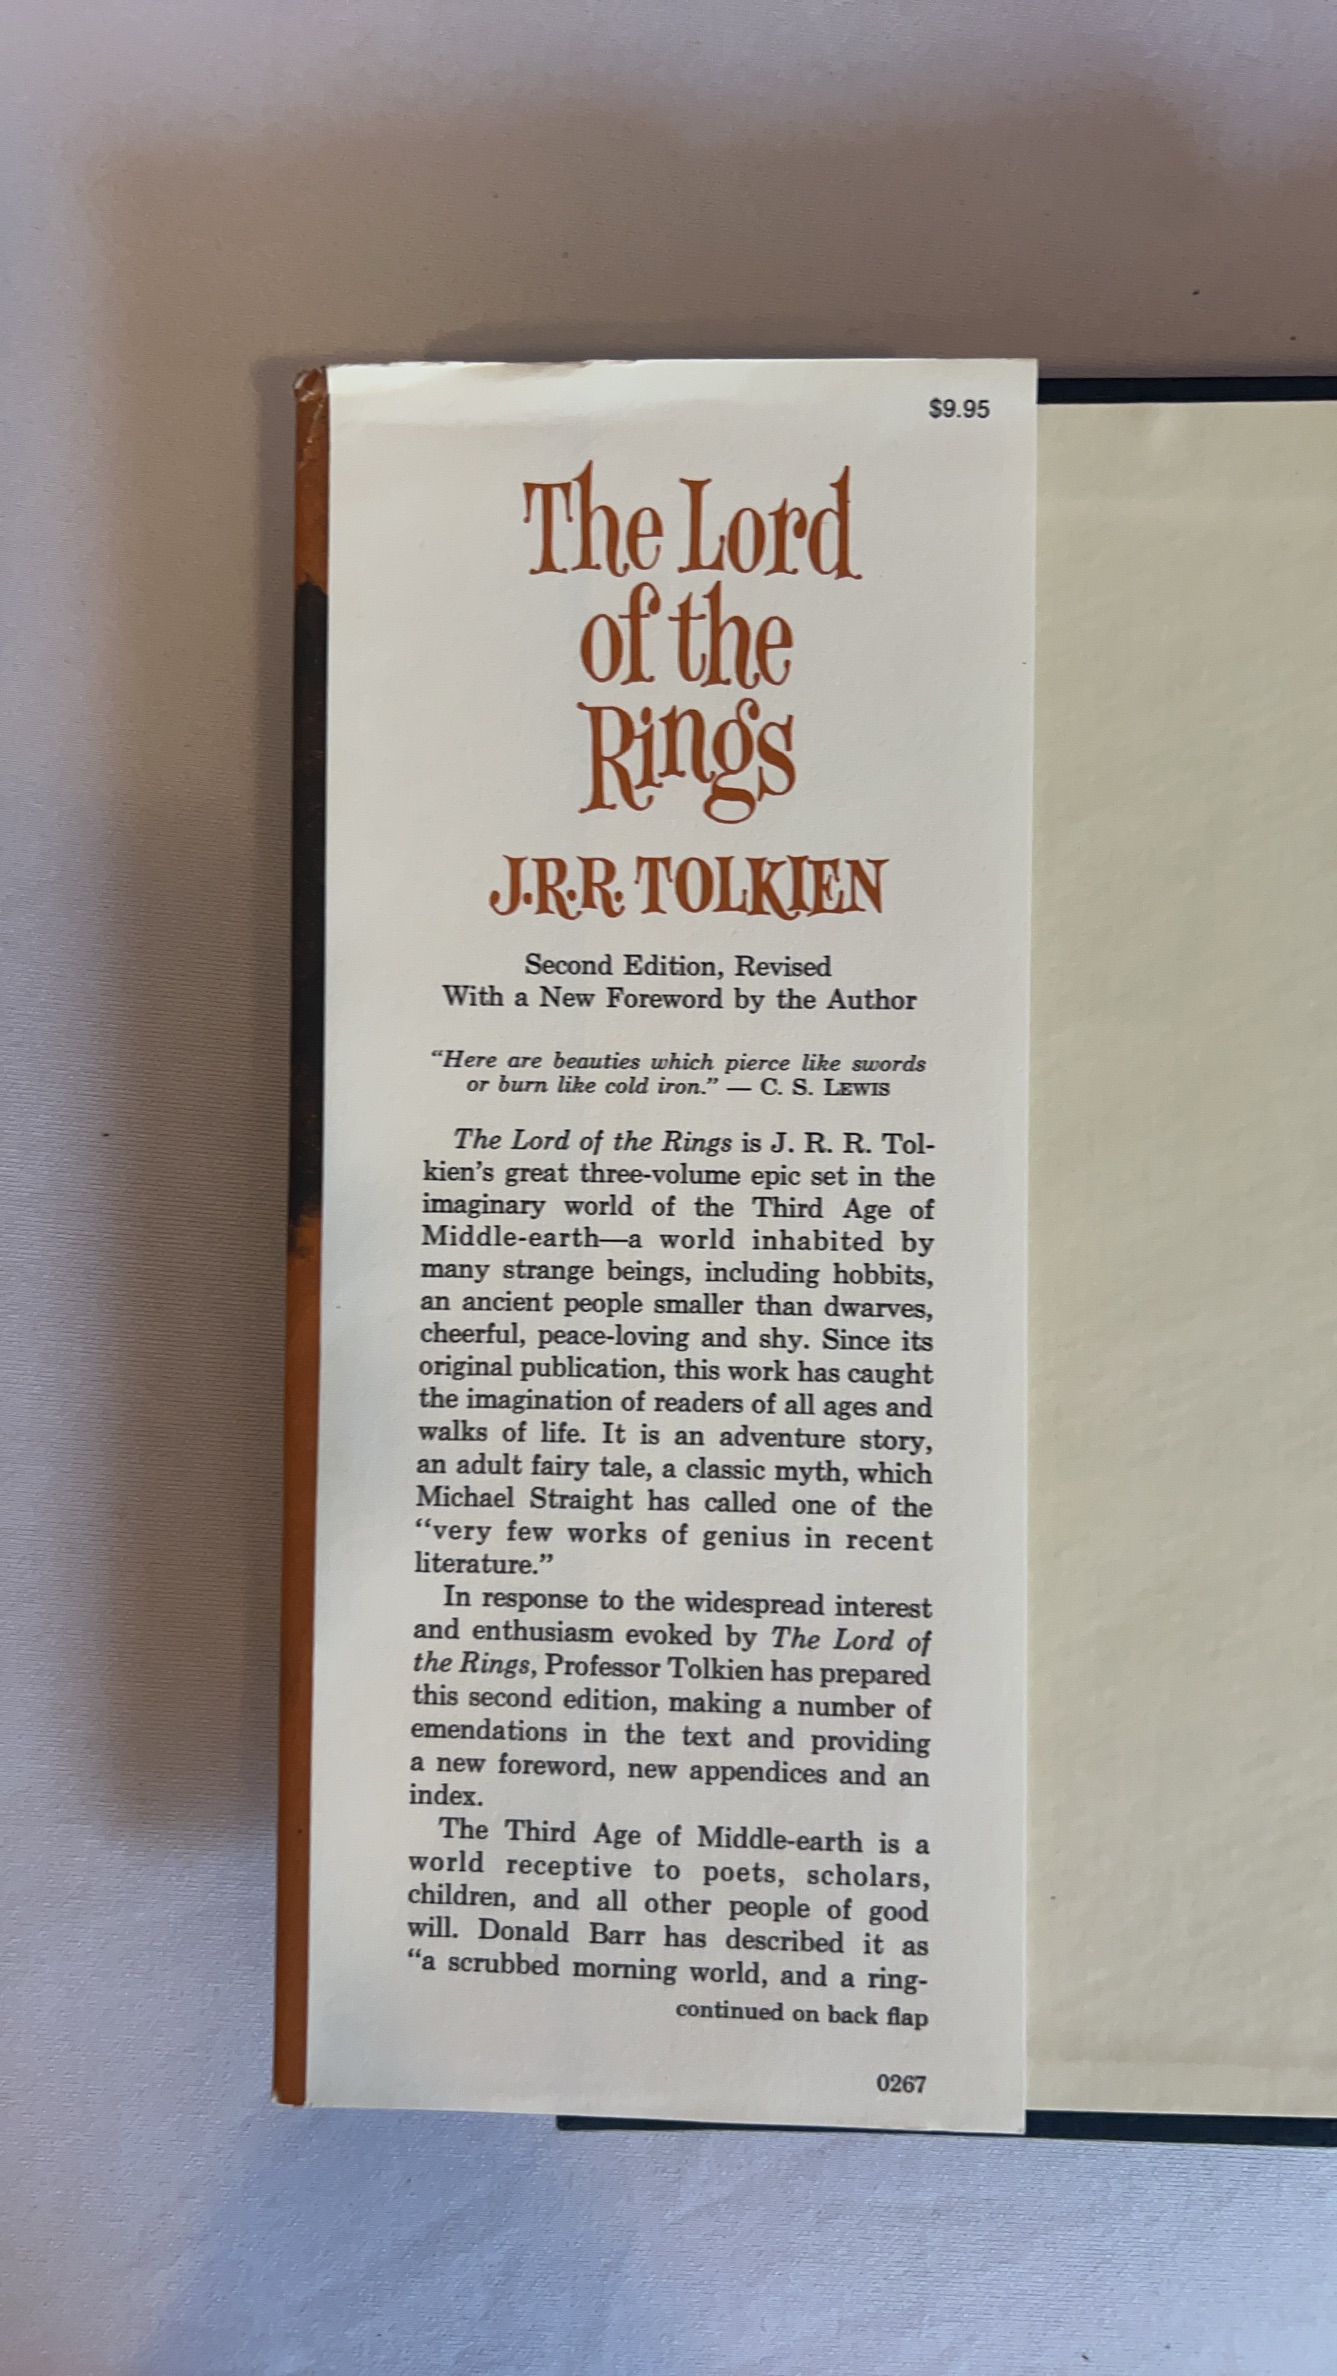 $9.95
The Lord
of the
Rings
J.R.R. TOLKIEN
Second Edition, Revised
With a New Foreword by the Author
“Here are beauties which pierce like swords
or burn like cold iron.” — C. S. LEWIS
The Lord of the Rings is J. R. R. Tol-
kien’s great three-volume epic set in the
imaginary world of the Third Age of
Middle-earth—a world inhabited by
many strange beings, including hobbits,
an ancient people smaller than dwarves,
cheerful, peace-loving and shy. Since its
original publication, this work has caught
the imagination of readers of all ages and
walks of life. It is an adventure story,
an adult fairy tale, a classic myth, which
Michael Straight has called one of the
“very few works of genius in recent
literature.”
In response to the widespread interest
and enthusiasm evoked by The Lord of
the Rings, Professor Tolkien has prepared
this second edition, making a number of
emendations in the text and providing
a new foreword, new appendices and an
index.
The Third Age of Middle-earth is a
world receptive to poets, scholars,
children, and all other people of good
will. Donald Barr has described it as
“a scrubbed morning world, and a ring-
continued on back flap
0267